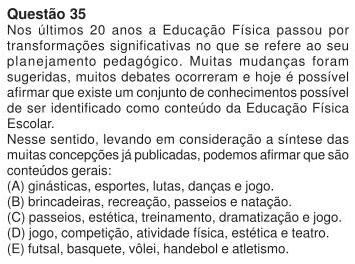 Questão 35
Nos últimos 20 anos a Educação Física passou por
transformações significativas no que se refere ao seu
planejamento pedagógico. Muitas mudanças foram
sugeridas, muitos debates ocorreram e hoje é possível
afirmar que existe um conjunto de conhecimentos possível
de ser identificado como conteúdo da Educação Física
Escolar.
Nesse sentido, levando em consideração a síntese das
muitas concepções já publicadas, podemos afirmar que são
conteúdos gerais:
(A) ginásticas, esportes, lutas, danças e jogo.
(B) brincadeiras, recreação, passeios e natação.
(C) passeios, estética, treinamento, dramatização e jogo.
(D) jogo, competição, atividade física, estética e teatro.
(E) futsal, basquete, vôlei, handebol e atletismo.